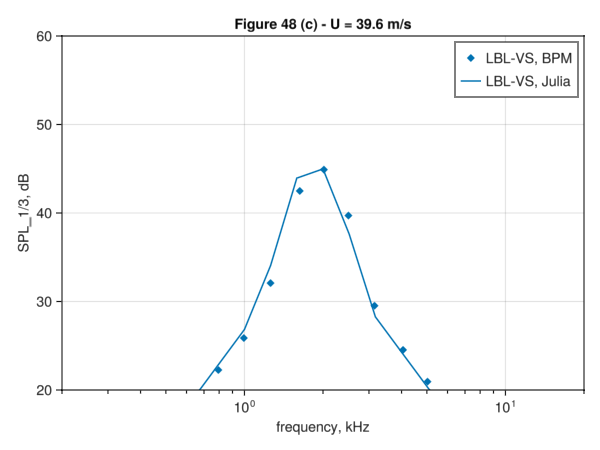 Figure 48 (c) - U = 39.6 m/s
LBL-VS, BPM
LBL-VS, Julia
SPL_1/3, dB
60
50
40
30
20
10⁰
10¹
frequency, kHz